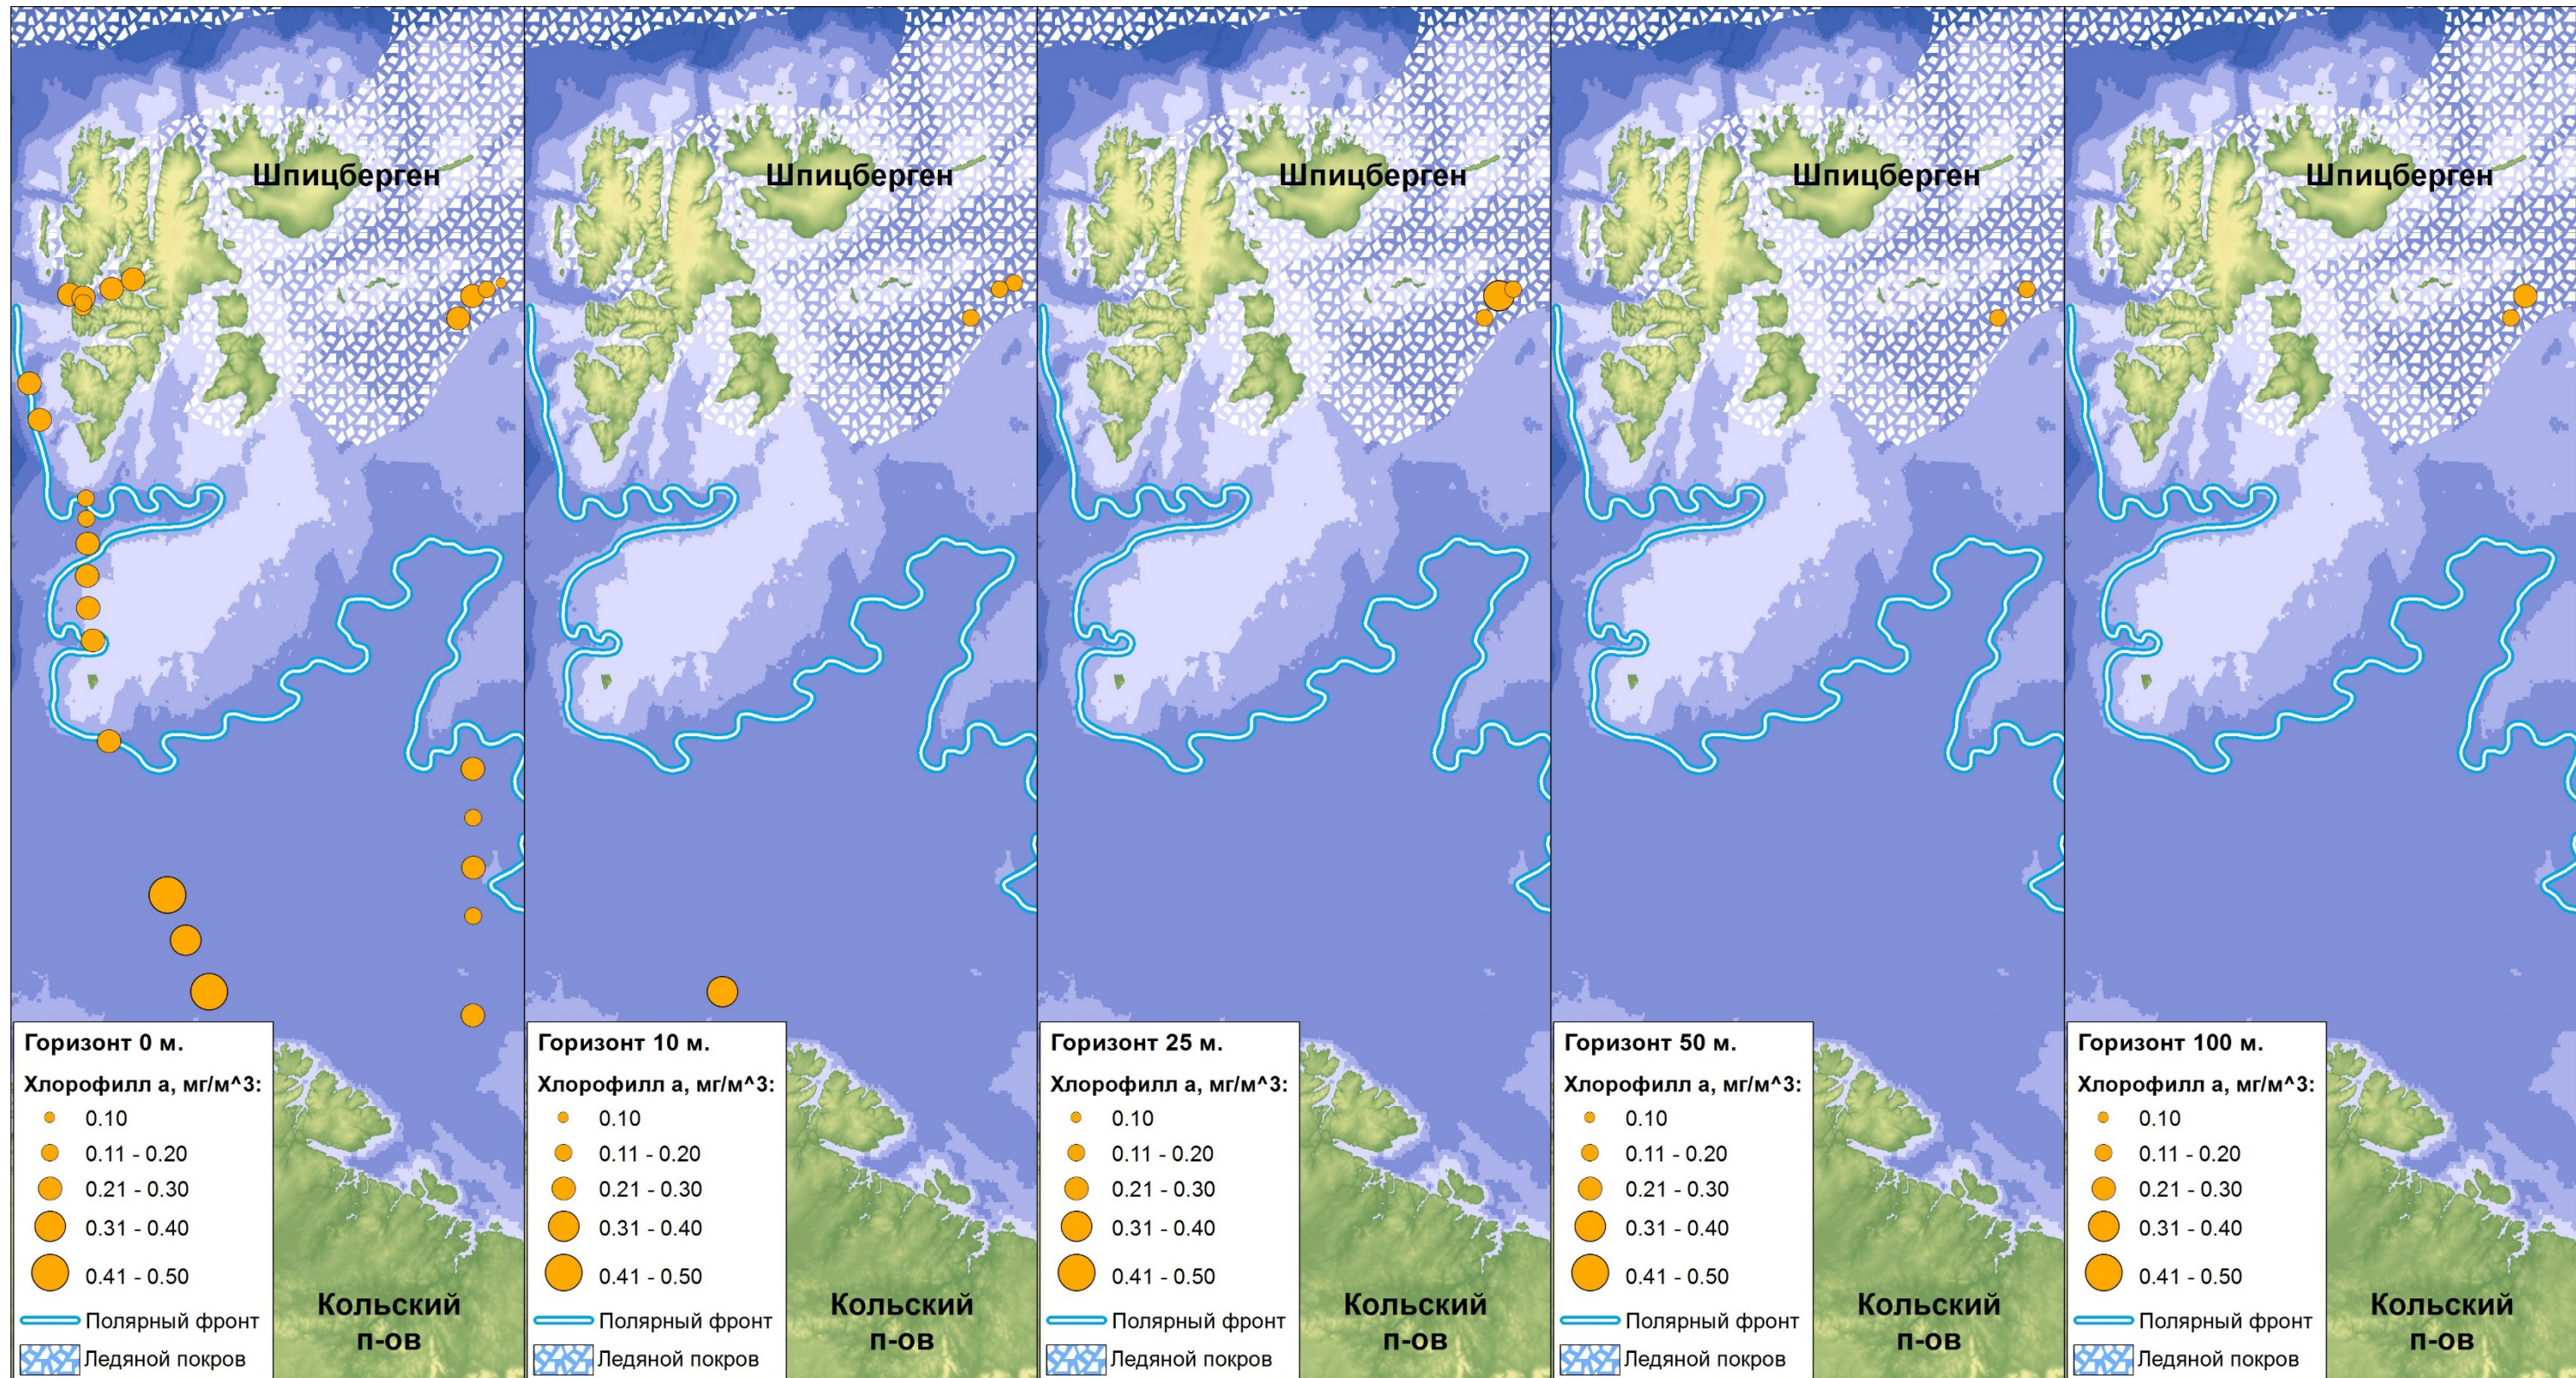 Шпицберген
Горизонт 0 м.
Хлорофилл а, мг/м^3:
0.10
0.11 - 0.20
0.21 - 0.30
0.31 - 0.40
0.41 - 0.50
Полярный фронт
Ледяной покров
Кольский
п-ов
Шпицберген
Горизонт 10 м.
Хлорофилл а, мг/м^3:
0.10
0.11 - 0.20
0.21 - 0.30
0.31 - 0.40
0.41 - 0.50
Полярный фронт
Ледяной покров
Кольский
п-ов
Шпицберген
Горизонт 25 м.
Хлорофилл а, мг/м^3:
0.10
0.11 - 0.20
0.21 - 0.30
0.31 - 0.40
0.41 - 0.50
Полярный фронт
Ледяной покров
Кольский
п-ов
Шпицберген
Горизонт 50 м.
Хлорофилл а, мг/м^3:
0.10
0.11 - 0.20
0.21 - 0.30
0.31 - 0.40
0.41 - 0.50
Полярный фронт
Ледяной покров
Кольский
п-ов
Шпицберген
Горизонт 100 м.
Хлорофилл а, мг/м^3:
0.10
0.11 - 0.20
0.21 - 0.30
0.31 - 0.40
0.41 - 0.50
Полярный фронт
Ледяной покров
Кольский
п-ов